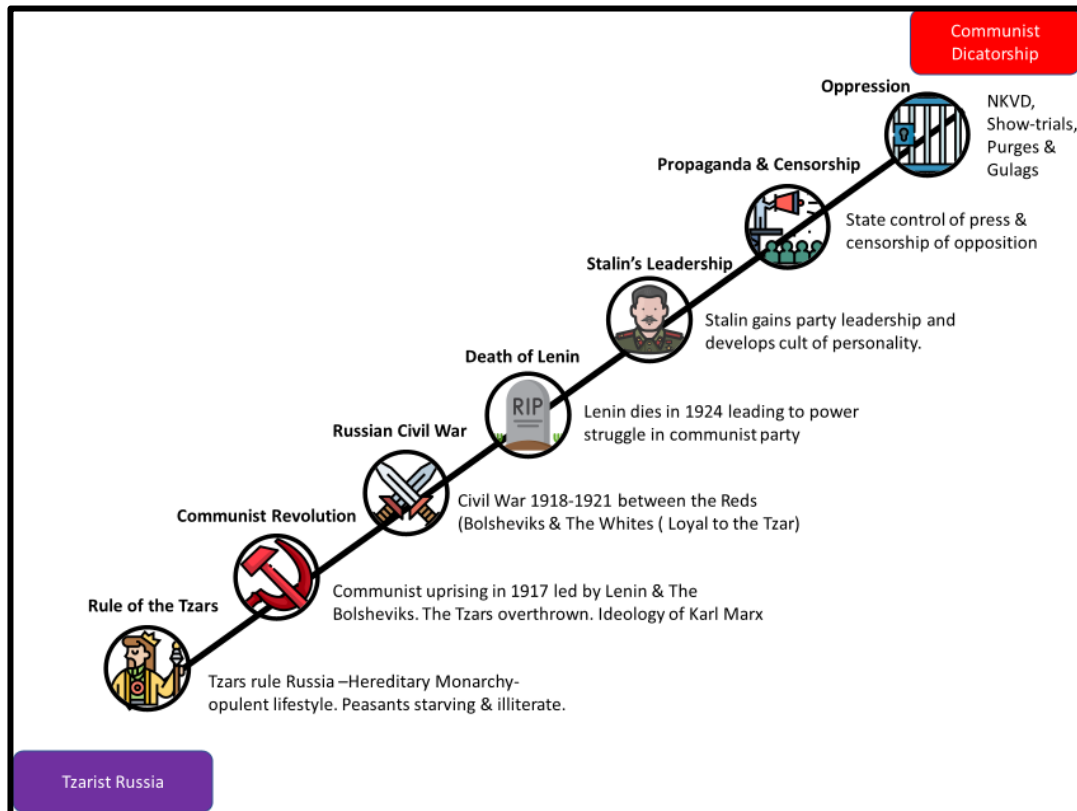 Communist
Dicatorship
Oppression
NKVD,
Show-trials,
Purges &
Gulags
Propaganda & Censorship
State control of press &
censorship of opposition
Stalin’s Leadership
Stalin gains party leadership and
develops cult of personality.
Death of Lenin
RIP
Lenin dies in 1924 leading to power
struggle in communist party
Russian Civil War
Civil War 1918-1921 between the Reds
(Bolsheviks & The Whites ( Loyal to the Tzar)
Communist Revolution
Communist uprising in 1917 led by Lenin & The
Bolsheviks. The Tzars overthrown. Ideology of Karl Marx
Rule of the Tzars
Tzars rule Russia –Hereditary Monarchy-
opulent lifestyle. Peasants starving & illiterate.
Tzarist Russia